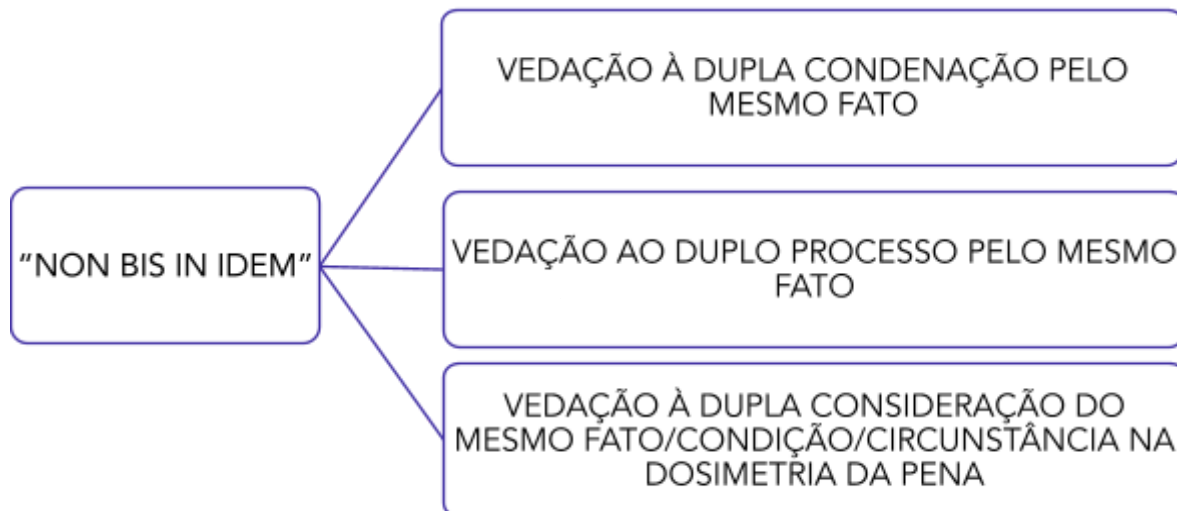 "NON BIS IN IDEM"
VEDAÇÃO À DUPLA CONDENAÇÃO PELO
MESMO FATO
VEDAÇÃO AO DUPLO PROCESSO PELO MESMO
FATO
VEDAÇÃO À DUPLA CONSIDERAÇÃO DO
MESMO FATO/CONDIÇÃO/CIRCUNSTÂNCIA NA
DOSIMETRIA DA PENA